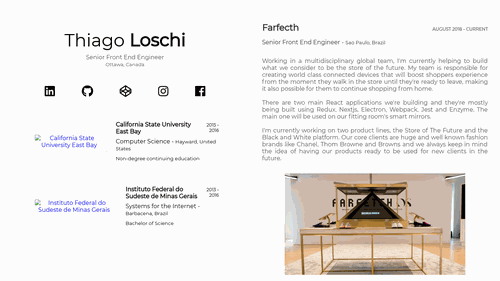 Thiago Loschi
Senior Front End Engineer
Ottawa, Canada
California State
University East Bay
California State University
East Bay
2015 -
2016
Computer Science - Hayward, United
States
Non-degree continuing education
Instituto Federal do
Sudeste de Minas Gerais
Instituto Federal do
Sudeste de Minas Gerais
2013 -
2018
Systems for the Internet -
Barbacena, Brazil
Bachelor of Science
Farfecth
AUGUST 2018 - CURRENT
Senior Front End Engineer - Sao Paulo, Brazil
Working in a multidisciplinary global team, I'm currently helping to build
what we consider to be the store of the future. My team is responsible for
creating world class connected devices that will boost shoppers experience
from the moment they walk in the store until they're ready to leave, making
it also possible for them to continue shopping from home.
There are two main React applications we're building and they're mostly
being built using Redux, Nextjs, Electron, Webpack, Jest and Enzyme. The
main one will be used on our fitting room's smart mirrors.
I'm currently working on two product lines, the Store of The Future and the
Black and White platform. Our core clients are huge and well known fashion
brands like Chanel, Thom Browne and Browns and we always keep in mind
the idea of having our products ready to be used for new clients in the
future.
FARFETCH